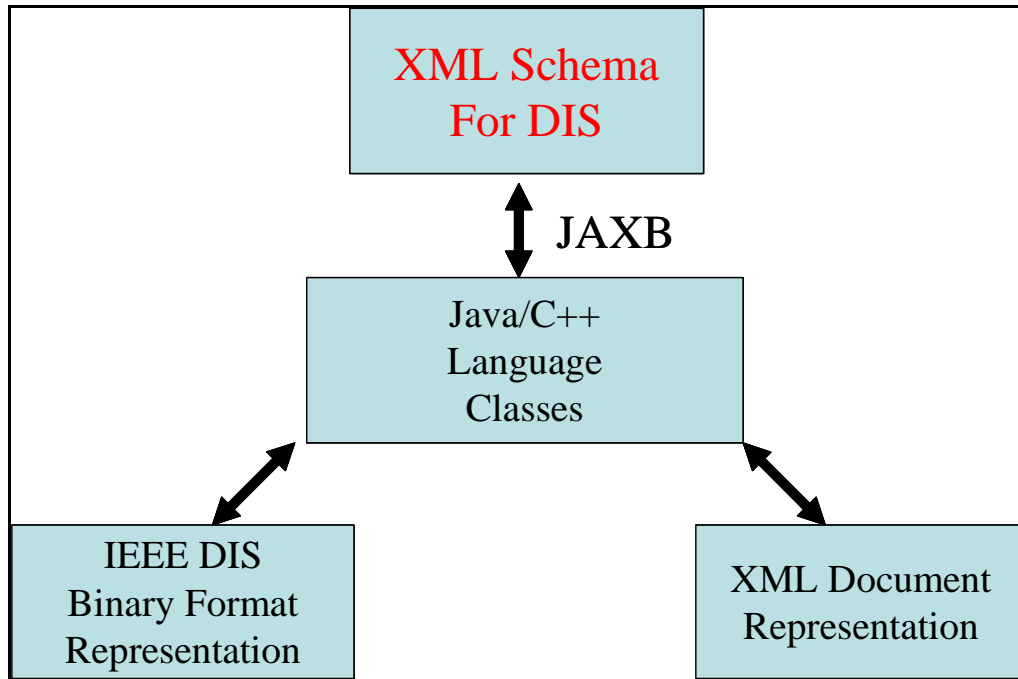 XML Schema
For DIS
JAXB
Java/C++
Language
Classes
IEEE DIS
Binary Format
Representation
XML Document
Representation